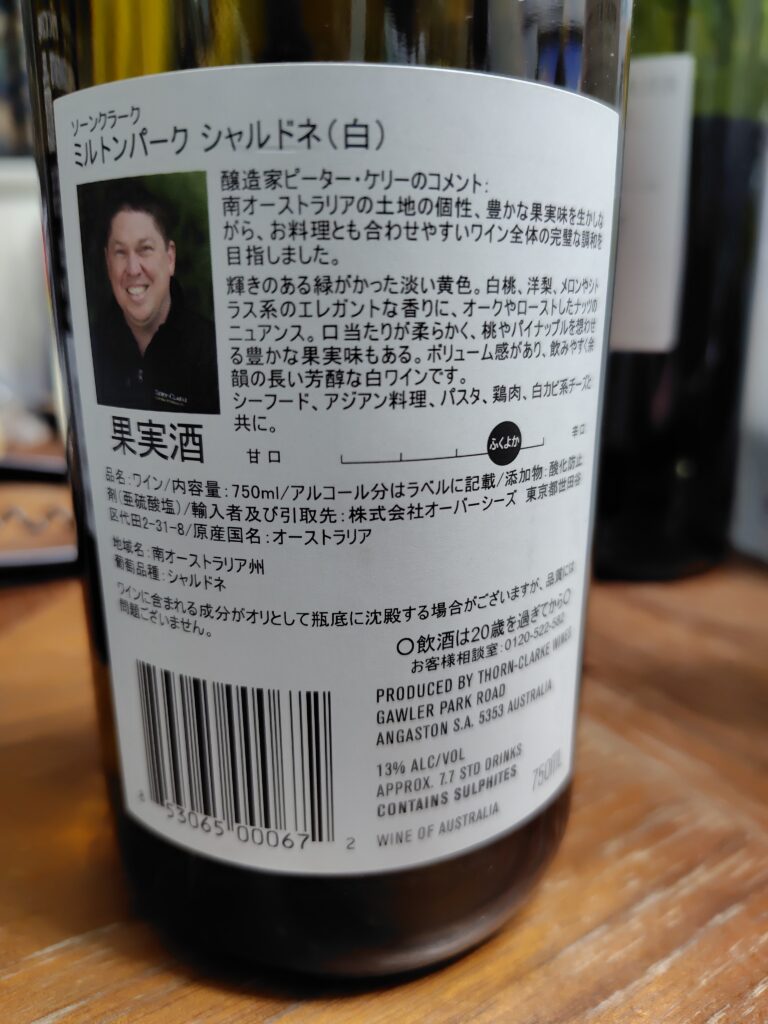 ソーンクラーク
ミルトンパーク シャルドネ(白)
醸造家ピーター・ケリーのコメント:
南オーストラリアの土地の個性、豊かな果実味を生かしな
がら、お料理とも合わせやすいワイン全体の完璧な調和を
目指しました。
輝きのある緑がかった淡い黄色。白桃、洋梨、メロンやシト
ラス系のエレガントな香りに、オークやローストしたナッツの
ニュアンス。口当たりが柔らかく、桃やパイナップルを想わせ
る豊かな果実味もある。ボリューム感があり、飲みやすく余
韻の長い芳醇な白ワインです。
シーフード、アジアン料理、パスタ、鶏肉、白カビ系チーズと
共に。
果実酒
甘口 ふくよか 辛口
品名:ワイン/内容量:750ml/アルコール分はラベルに記載/添加物:酸化防止
剤(亜硫酸塩)/輸入者及び引取先:株式会社オーバーシーズ 東京都世田谷
区代田2-31-8/原産国名:オーストラリア
地域名:南オーストラリア州
葡萄品種:シャルドネ
ワインに含まれる成分がオリとして瓶底に沈殿する場合がございますが、品質には
問題ございません。
○飲酒は20歳を過ぎてから○
お客様相談室:0120-522-582
PRODUCED BY THORN-CLARKE WINES
GAWLER PARK ROAD
ANGASTON S.A. 5353 AUSTRALIA
13% ALC/VOL
APPROX. 7.7 STD DRINKS
CONTAINS SULPHITES
750ML
WINE OF AUSTRALIA
8 53065 00067 2